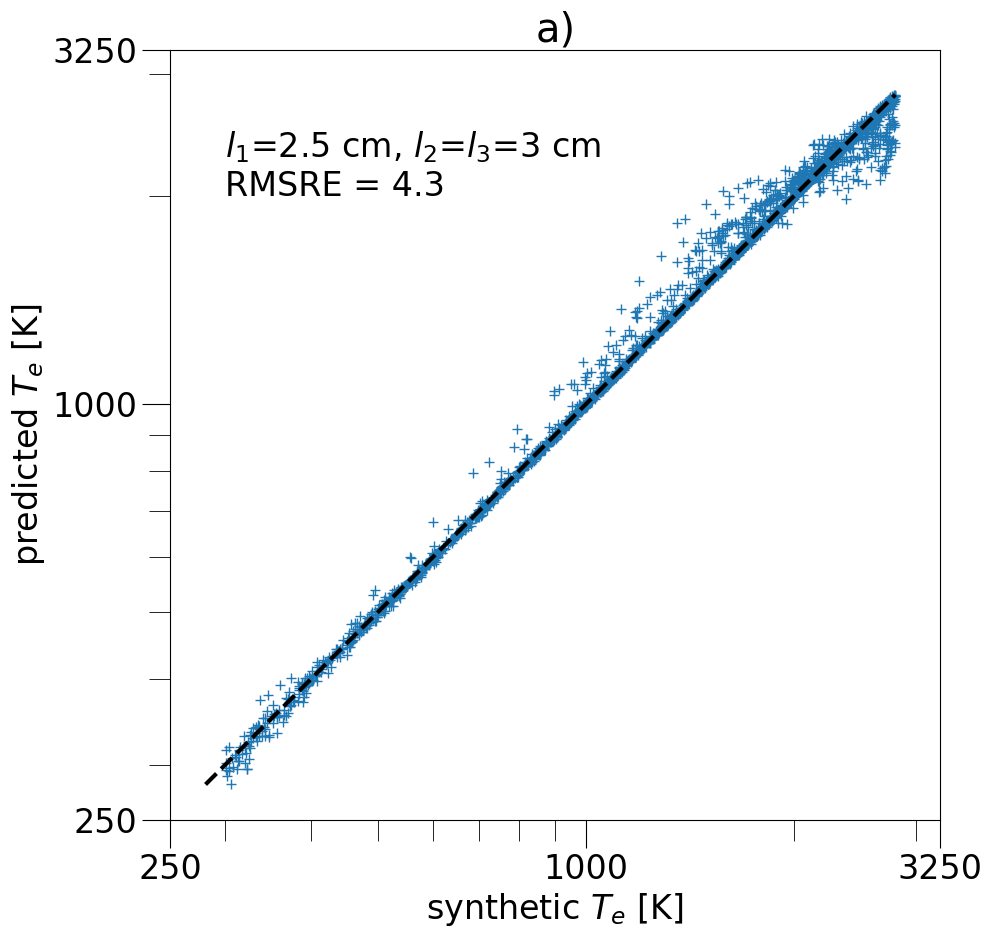 a)
3250
l₁=2.5 cm, l₂=l₃=3 cm
RMSRE = 4.3
predicted Tₑ [K]
1000
250
250 1000 3250
synthetic Tₑ [K]